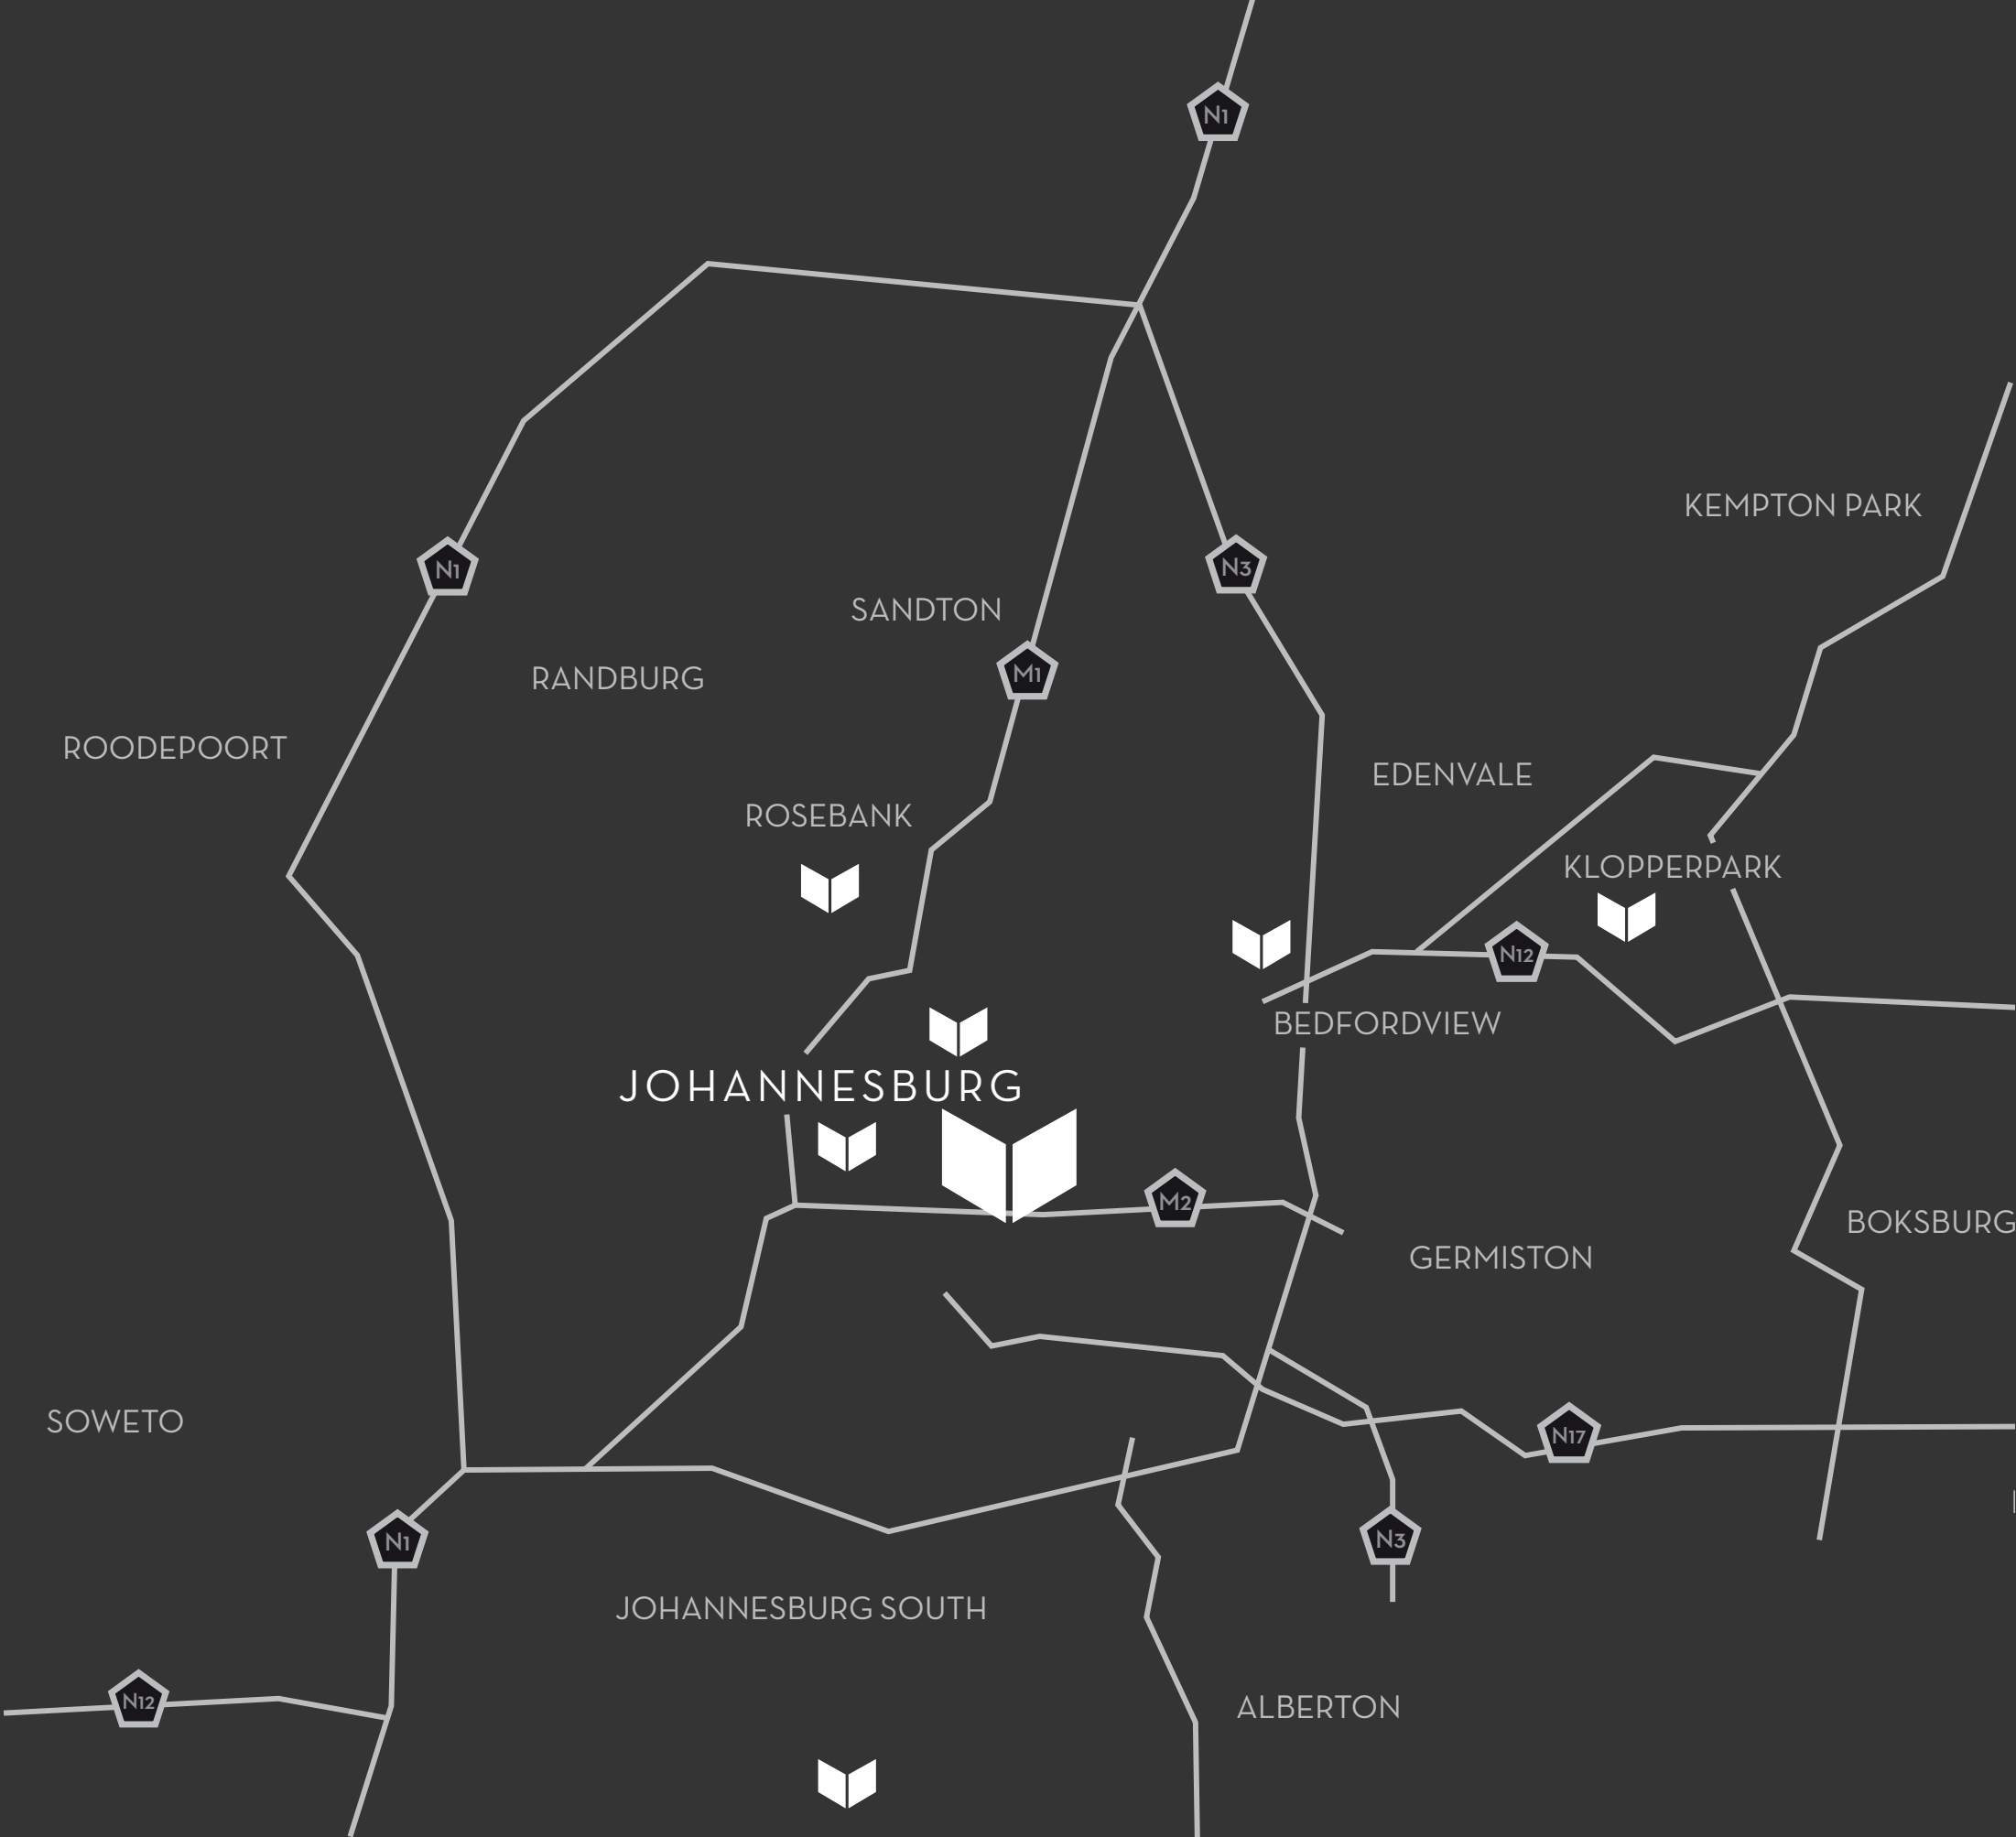 N1
KEMPTON PARK
N1
N3
SANDTON
M1
RANDBURG
ROODEPOORT
EDENVALE
ROSEBANK
KLOPPERPARK
N12
BEDFORDVIEW
JOHANNESBURG
M2
BOKSBURG
GERMISTON
SOWETO
N17
N1
N3
JOHANNESBURG SOUTH
N12
ALBERTON